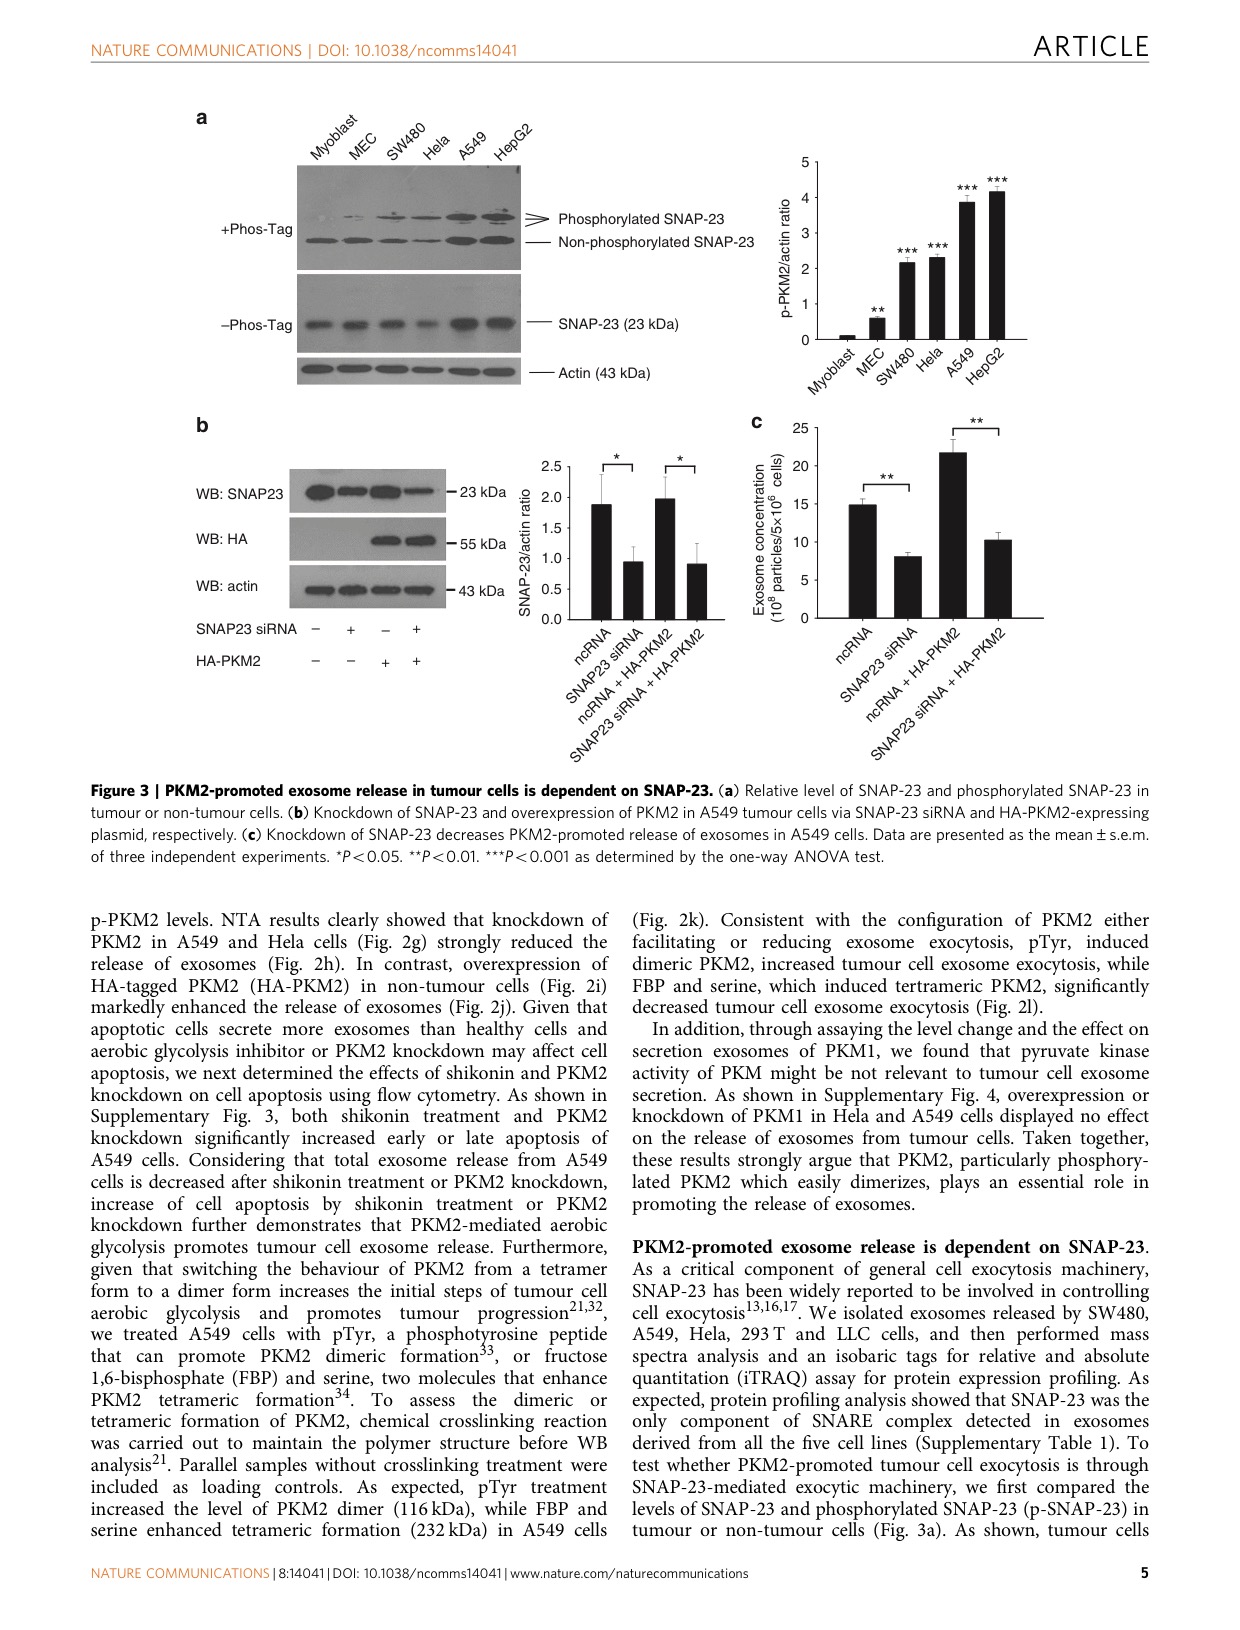 NATURE COMMUNICATIONS | DOI: 10.1038/ncomms14041
ARTICLE
a
Myoblast
MEC
SW480
Hela
A549
HepG2
+Phos-Tag
Phosphorylated SNAP-23
Non-phosphorylated SNAP-23
–Phos-Tag
SNAP-23 (23 kDa)
Actin (43 kDa)
p-PKM2/actin ratio
5
4
3
2
1
0
**
***
***
***
***
Myoblast
MEC
SW480
Hela
A549
HepG2
b
WB: SNAP23
23 kDa
WB: HA
55 kDa
WB: actin
43 kDa
SNAP23 siRNA – + – +
HA-PKM2 – – + +
SNAP-23/actin ratio
2.5
2.0
1.5
1.0
0.5
0.0
*
*
ncRNA
SNAP23 siRNA
ncRNA + HA-PKM2
SNAP23 siRNA + HA-PKM2
c
Exosome concentration
(10⁸ particles/5×10⁶ cells)
25
20
15
10
5
0
**
**
ncRNA
SNAP23 siRNA
ncRNA + HA-PKM2
SNAP23 siRNA + HA-PKM2
Figure 3 | PKM2-promoted exosome release in tumour cells is dependent on SNAP-23. (a) Relative level of SNAP-23 and phosphorylated SNAP-23 in
tumour or non-tumour cells. (b) Knockdown of SNAP-23 and overexpression of PKM2 in A549 tumour cells via SNAP-23 siRNA and HA-PKM2-expressing
plasmid, respectively. (c) Knockdown of SNAP-23 decreases PKM2-promoted release of exosomes in A549 cells. Data are presented as the mean ± s.e.m.
of three independent experiments. *P<0.05. **P<0.01. ***P<0.001 as determined by the one-way ANOVA test.
p-PKM2 levels. NTA results clearly showed that knockdown of
PKM2 in A549 and Hela cells (Fig. 2g) strongly reduced the
release of exosomes (Fig. 2h). In contrast, overexpression of
HA-tagged PKM2 (HA-PKM2) in non-tumour cells (Fig. 2i)
markedly enhanced the release of exosomes (Fig. 2j). Given that
apoptotic cells secrete more exosomes than healthy cells and
aerobic glycolysis inhibitor or PKM2 knockdown may affect cell
apoptosis, we next determined the effects of shikonin and PKM2
knockdown on cell apoptosis using flow cytometry. As shown in
Supplementary Fig. 3, both shikonin treatment and PKM2
knockdown significantly increased early or late apoptosis of
A549 cells. Considering that total exosome release from A549
cells is decreased after shikonin treatment or PKM2 knockdown,
increase of cell apoptosis by shikonin treatment or PKM2
knockdown further demonstrates that PKM2-mediated aerobic
glycolysis promotes tumour cell exosome release. Furthermore,
given that switching the behaviour of PKM2 from a tetramer
form to a dimer form increases the initial steps of tumour cell
aerobic glycolysis and promotes tumour progression²¹,³²,
we treated A549 cells with pTyr, a phosphotyrosine peptide
that can promote PKM2 dimeric formation³³, or fructose
1,6-bisphosphate (FBP) and serine, two molecules that enhance
PKM2 tetrameric formation³⁴. To assess the dimeric or
tetrameric formation of PKM2, chemical crosslinking reaction
was carried out to maintain the polymer structure before WB
analysis²¹. Parallel samples without crosslinking treatment were
included as loading controls. As expected, pTyr treatment
increased the level of PKM2 dimer (116 kDa), while FBP and
serine enhanced tetrameric formation (232 kDa) in A549 cells
(Fig. 2k). Consistent with the configuration of PKM2 either
facilitating or reducing exosome exocytosis, pTyr, induced
dimeric PKM2, increased tumour cell exosome exocytosis, while
FBP and serine, which induced tertrameric PKM2, significantly
decreased tumour cell exosome exocytosis (Fig. 2l).
In addition, through assaying the level change and the effect on
secretion exosomes of PKM1, we found that pyruvate kinase
activity of PKM might be not relevant to tumour cell exosome
secretion. As shown in Supplementary Fig. 4, overexpression or
knockdown of PKM1 in Hela and A549 cells displayed no effect
on the release of exosomes from tumour cells. Taken together,
these results strongly argue that PKM2, particularly phosphory-
lated PKM2 which easily dimerizes, plays an essential role in
promoting the release of exosomes.
PKM2-promoted exosome release is dependent on SNAP-23.
As a critical component of general cell exocytosis machinery,
SNAP-23 has been widely reported to be involved in controlling
cell exocytosis¹³,¹⁶,¹⁷. We isolated exosomes released by SW480,
A549, Hela, 293 T and LLC cells, and then performed mass
spectra analysis and an isobaric tags for relative and absolute
quantitation (iTRAQ) assay for protein expression profiling. As
expected, protein profiling analysis showed that SNAP-23 was the
only component of SNARE complex detected in exosomes
derived from all the five cell lines (Supplementary Table 1). To
test whether PKM2-promoted tumour cell exocytosis is through
SNAP-23-mediated exocytic machinery, we first compared the
levels of SNAP-23 and phosphorylated SNAP-23 (p-SNAP-23) in
tumour or non-tumour cells (Fig. 3a). As shown, tumour cells
NATURE COMMUNICATIONS | 8:14041 | DOI: 10.1038/ncomms14041 | www.nature.com/naturecommunications
5